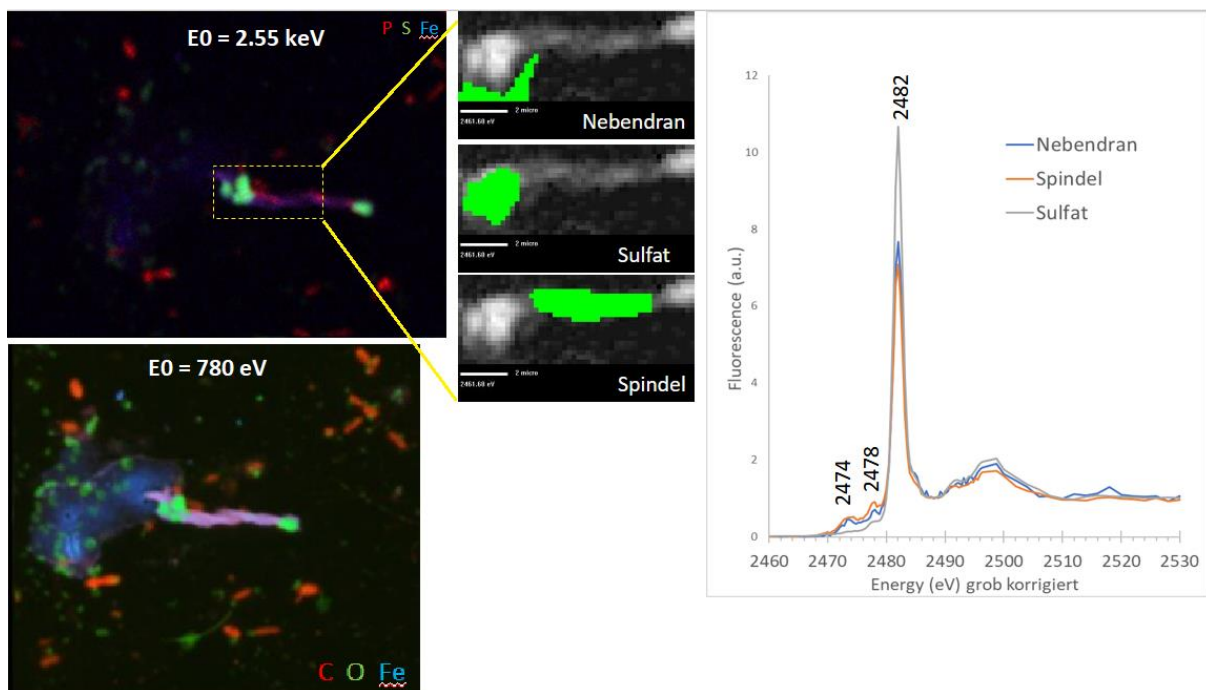 P S Fe
E0 = 2.55 keV
2 micro
2461.68 eV
Nebendran
2 micro
2461.68 eV
Sulfat
2 micro
2461.68 eV
Spindel
E0 = 780 eV
C O Fe
12
10
8
6
4
2
0
Fluorescence (a.u.)
2482
2474
2478
Nebendran
Spindel
Sulfat
2460 2470 2480 2490 2500 2510 2520 2530
Energy (eV) grob korrigiert